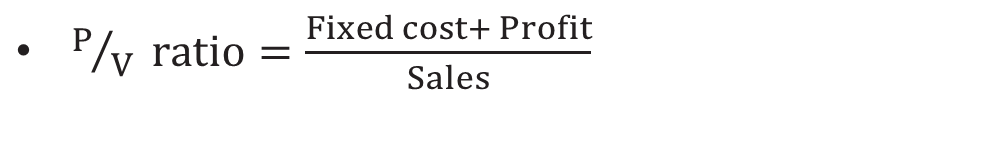 • P/V ratio = Fixed cost+ Profit
Sales